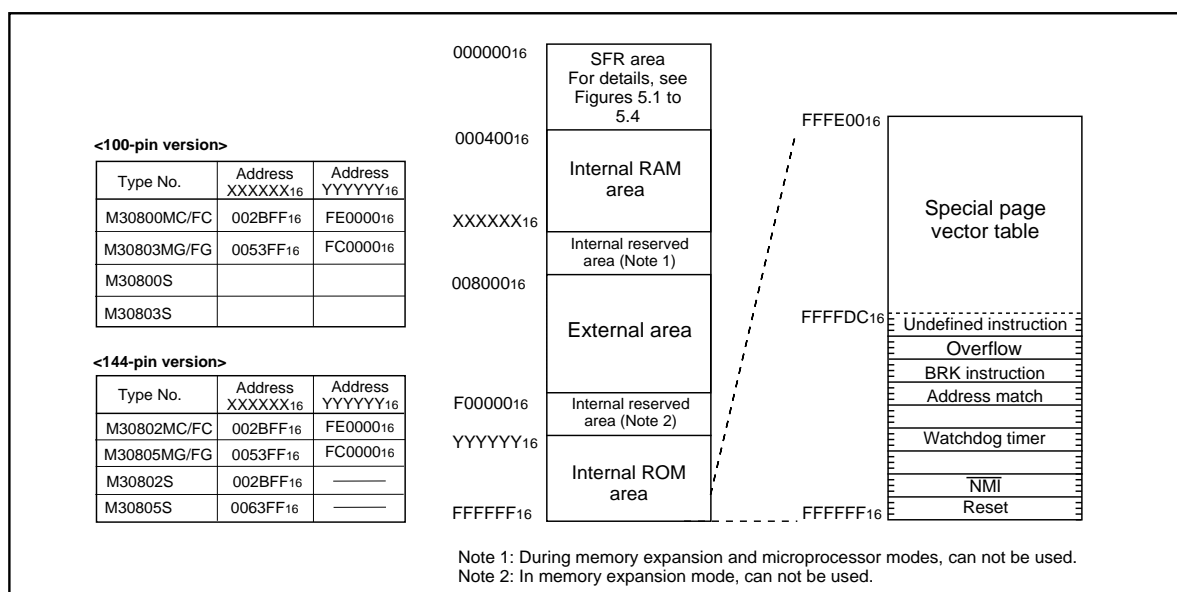 <100-pin version>
Type No. Address XXXXXX16 Address YYYYYY16
M30800MC/FC 002BFF16 FE000016
M30803MG/FG 0053FF16 FC000016
M30800S
M30803S
<144-pin version>
Type No. Address XXXXXX16 Address YYYYYY16
M30802MC/FC 002BFF16 FE000016
M30805MG/FG 0053FF16 FC000016
M30802S 002BFF16 ———
M30805S 0063FF16 ———
00000016
SFR area
For details, see
Figures 5.1 to
5.4
00040016
Internal RAM
area
XXXXXX16
Internal reserved
area (Note 1)
00800016
External area
F0000016
Internal reserved
area (Note 2)
YYYYYY16
Internal ROM
area
FFFFFF16
FFFE0016
Special page
vector table
FFFFDC16
Undefined instruction
Overflow
BRK instruction
Address match
Watchdog timer
NMI
Reset
FFFFFF16
Note 1: During memory expansion and microprocessor modes, can not be used.
Note 2: In memory expansion mode, can not be used.